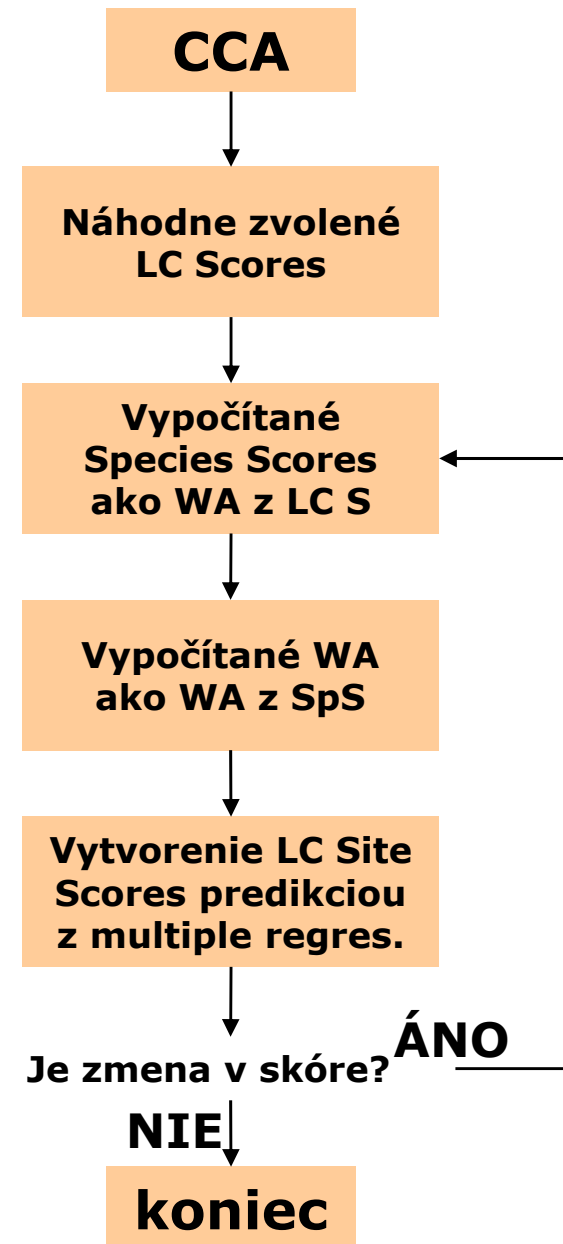 CCA
Náhodne zvolené
LC Scores
Vypočítané
Species Scores
ako WA z LC S
Vypočítané WA
ako WA z SpS
Vytvorenie LC Site
Scores predikciou
z multiple regres.
Je zmena v skóre?
ÁNO
NIE
koniec